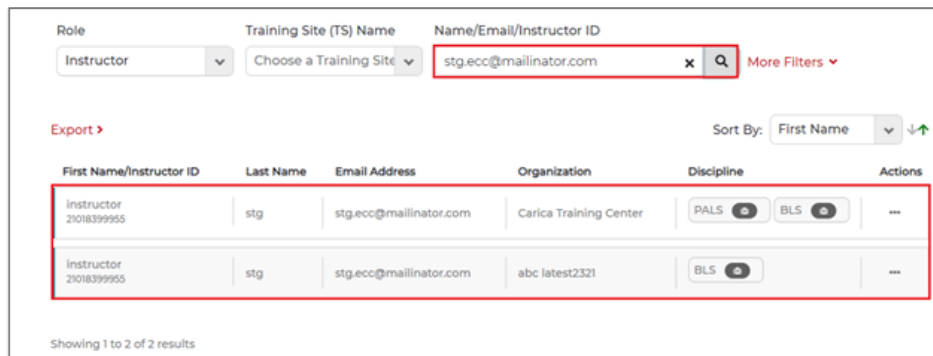 Role Training Site (TS) Name Name/Email/Instructor ID
Instructor Choose a Training Site stg.ecc@mailinator.com x More Filters
Export >
Sort By: First Name
First Name/Instructor ID Last Name Email Address Organization Discipline Actions
instructor
21018399955
stg stg.ecc@mailinator.com Carica Training Center PALS BLS ...
instructor
21018399955
stg stg.ecc@mailinator.com abc latest2321 BLS ...
Showing 1 to 2 of 2 results